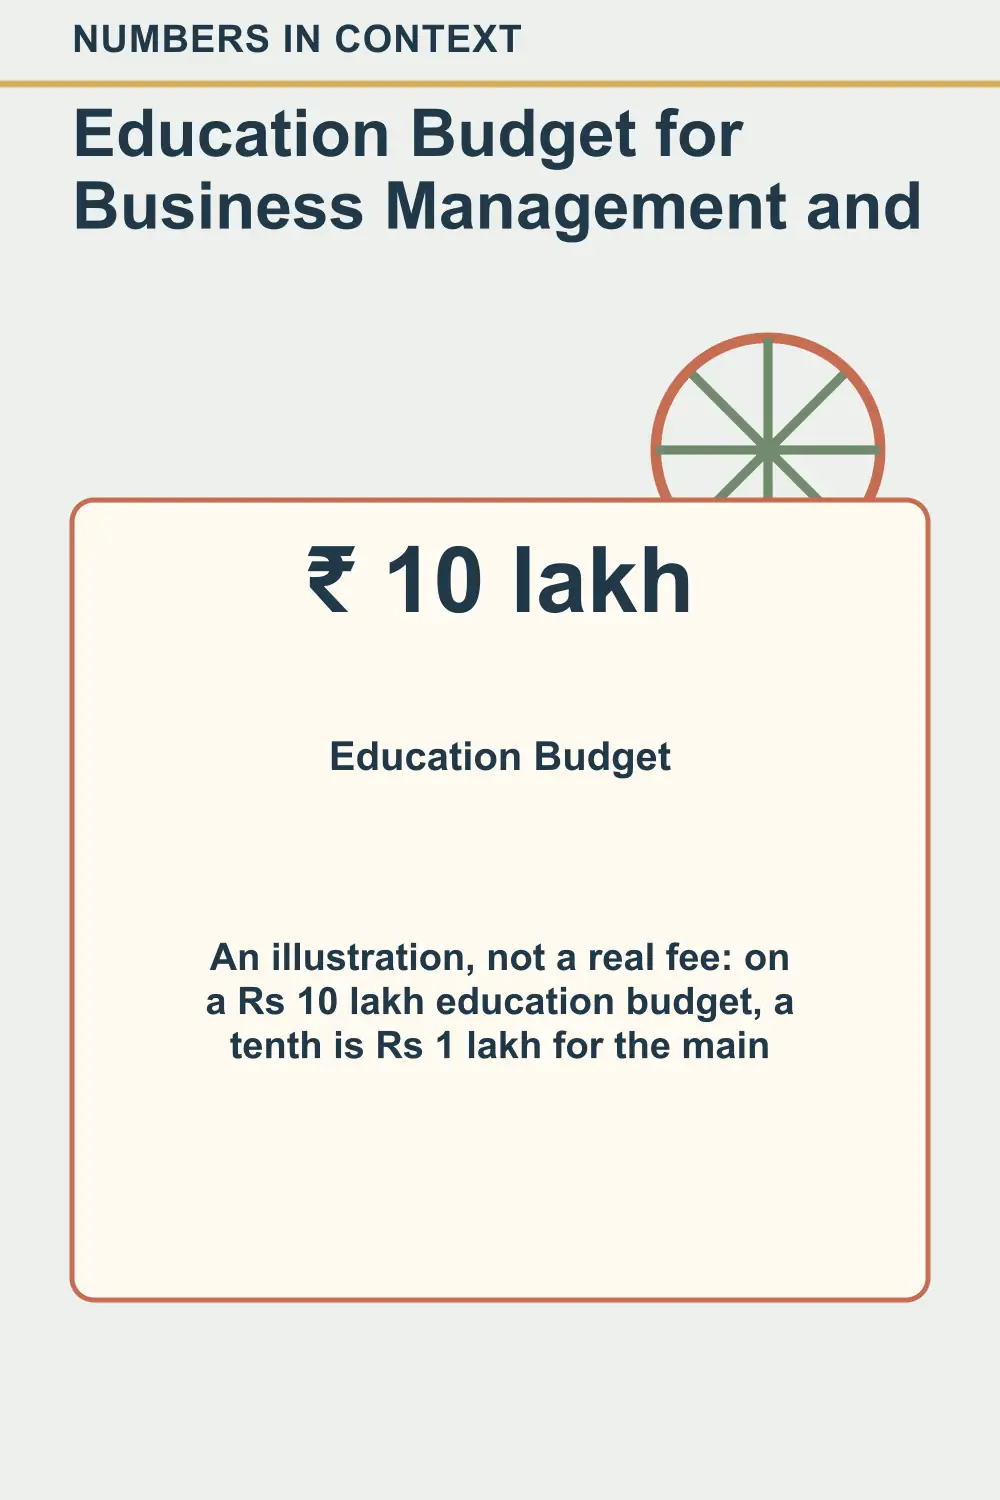 NUMBERS IN CONTEXT
Education Budget for
Business Management and
₹ 10 lakh
Education Budget
An illustration, not a real fee: on
a Rs 10 lakh education budget, a
tenth is Rs 1 lakh for the main